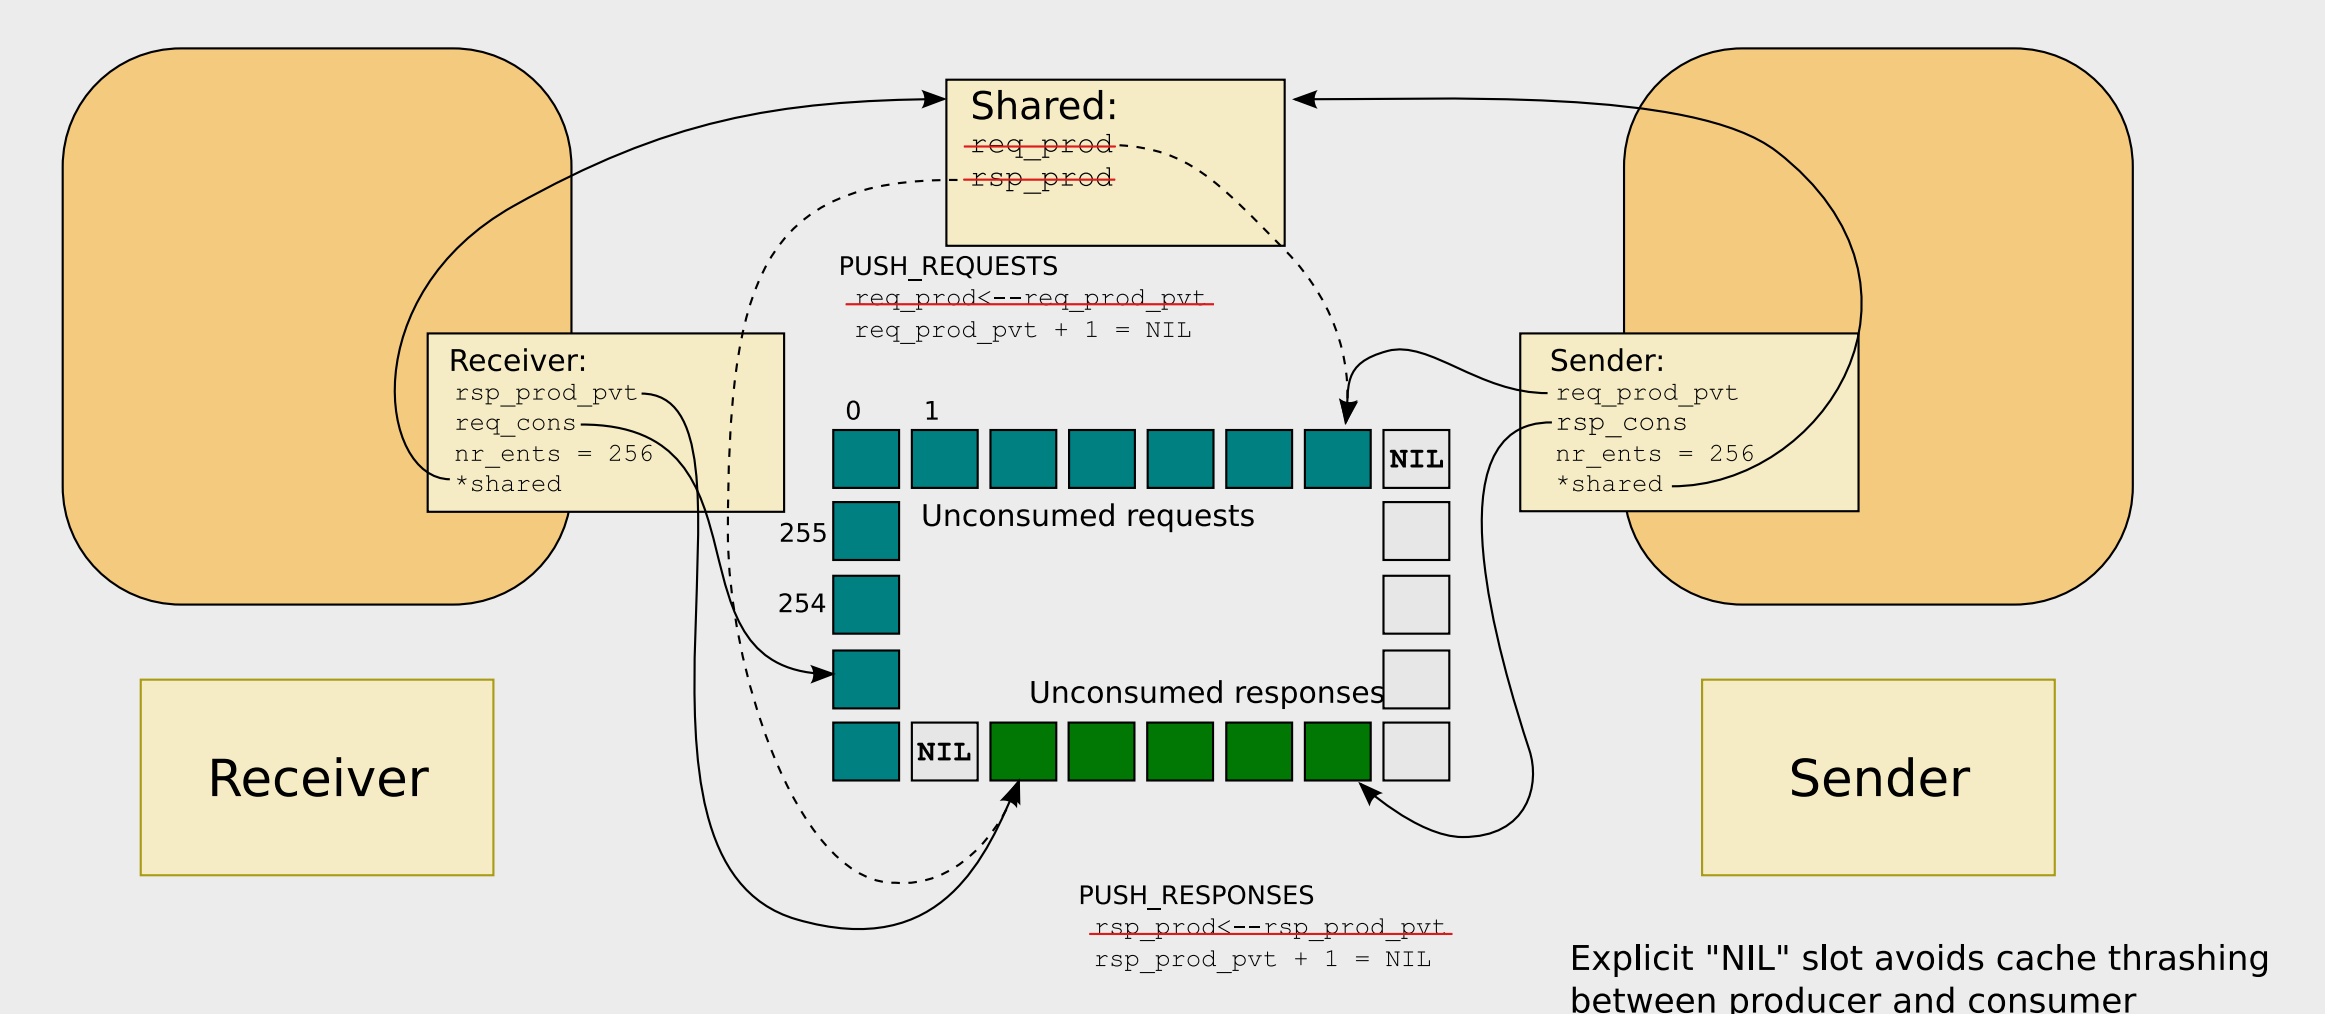 Shared:
req_prod
rsp_prod
PUSH_REQUESTS
req_prod<--req_prod_pvt
req_prod_pvt + 1 = NIL
Receiver:
rsp_prod_pvt
req_cons
nr_ents = 256
*shared
Sender:
req_prod_pvt
rsp_cons
nr_ents = 256
*shared
0 1
NIL
Unconsumed requests
255
254
Unconsumed responses
NIL
Receiver
Sender
PUSH_RESPONSES
rsp_prod<--rsp_prod_pvt
rsp_prod_pvt + 1 = NIL
Explicit "NIL" slot avoids cache thrashing
between producer and consumer